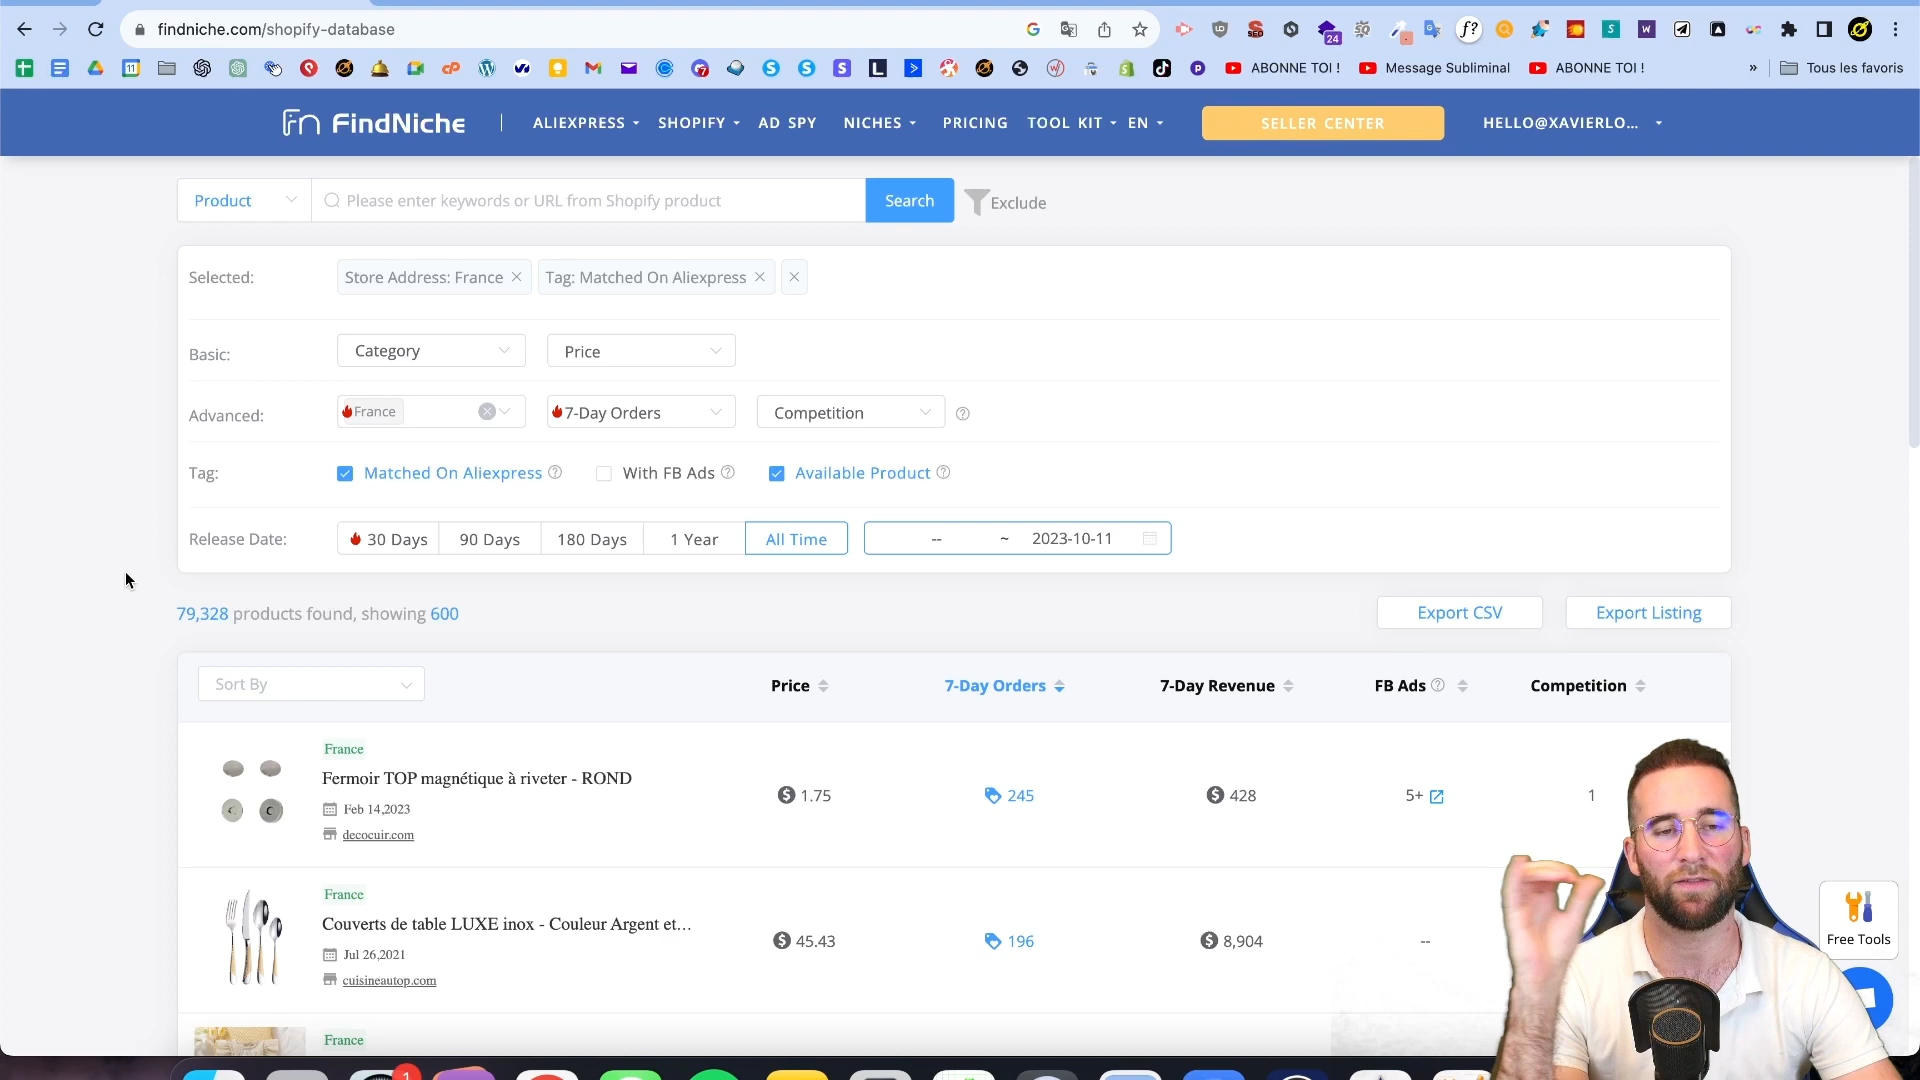 findniche.com/shopify-database
24
ABONNE TOI !
Message Subliminal
ABONNE TOI !
»
Tous les favoris
FindNiche
ALIEXPRESS
SHOPIFY
AD SPY
NICHES
PRICING
TOOL KIT
EN
SELLER CENTER
HELLO@XAVIERLO...
Product
Please enter keywords or URL from Shopify product
Search
Exclude
Selected:
Store Address: France
Tag: Matched On Aliexpress
Basic:
Category
Price
Advanced:
France
7-Day Orders
Competition
Tag:
Matched On Aliexpress
With FB Ads
Available Product
Release Date:
30 Days
90 Days
180 Days
1 Year
All Time
--
~
2023-10-11
79,328 products found, showing 600
Export CSV
Export Listing
Sort By
Price
7-Day Orders
7-Day Revenue
FB Ads
Competition
France
Fermoir TOP magnétique à riveter - ROND
Feb 14,2023
decocuir.com
1.75
245
428
5+
1
France
Couverts de table LUXE inox - Couleur Argent et...
Jul 26,2021
cuisineautop.com
45.43
196
8,904
--
France
Free Tools
1